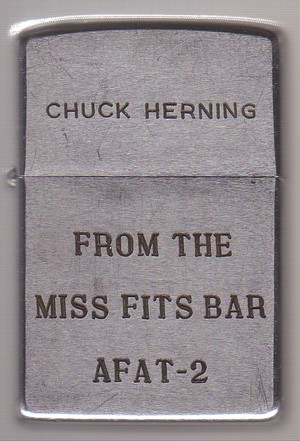 CHUCK HERNING
FROM THE
MISS FITS BAR
AFAT-2